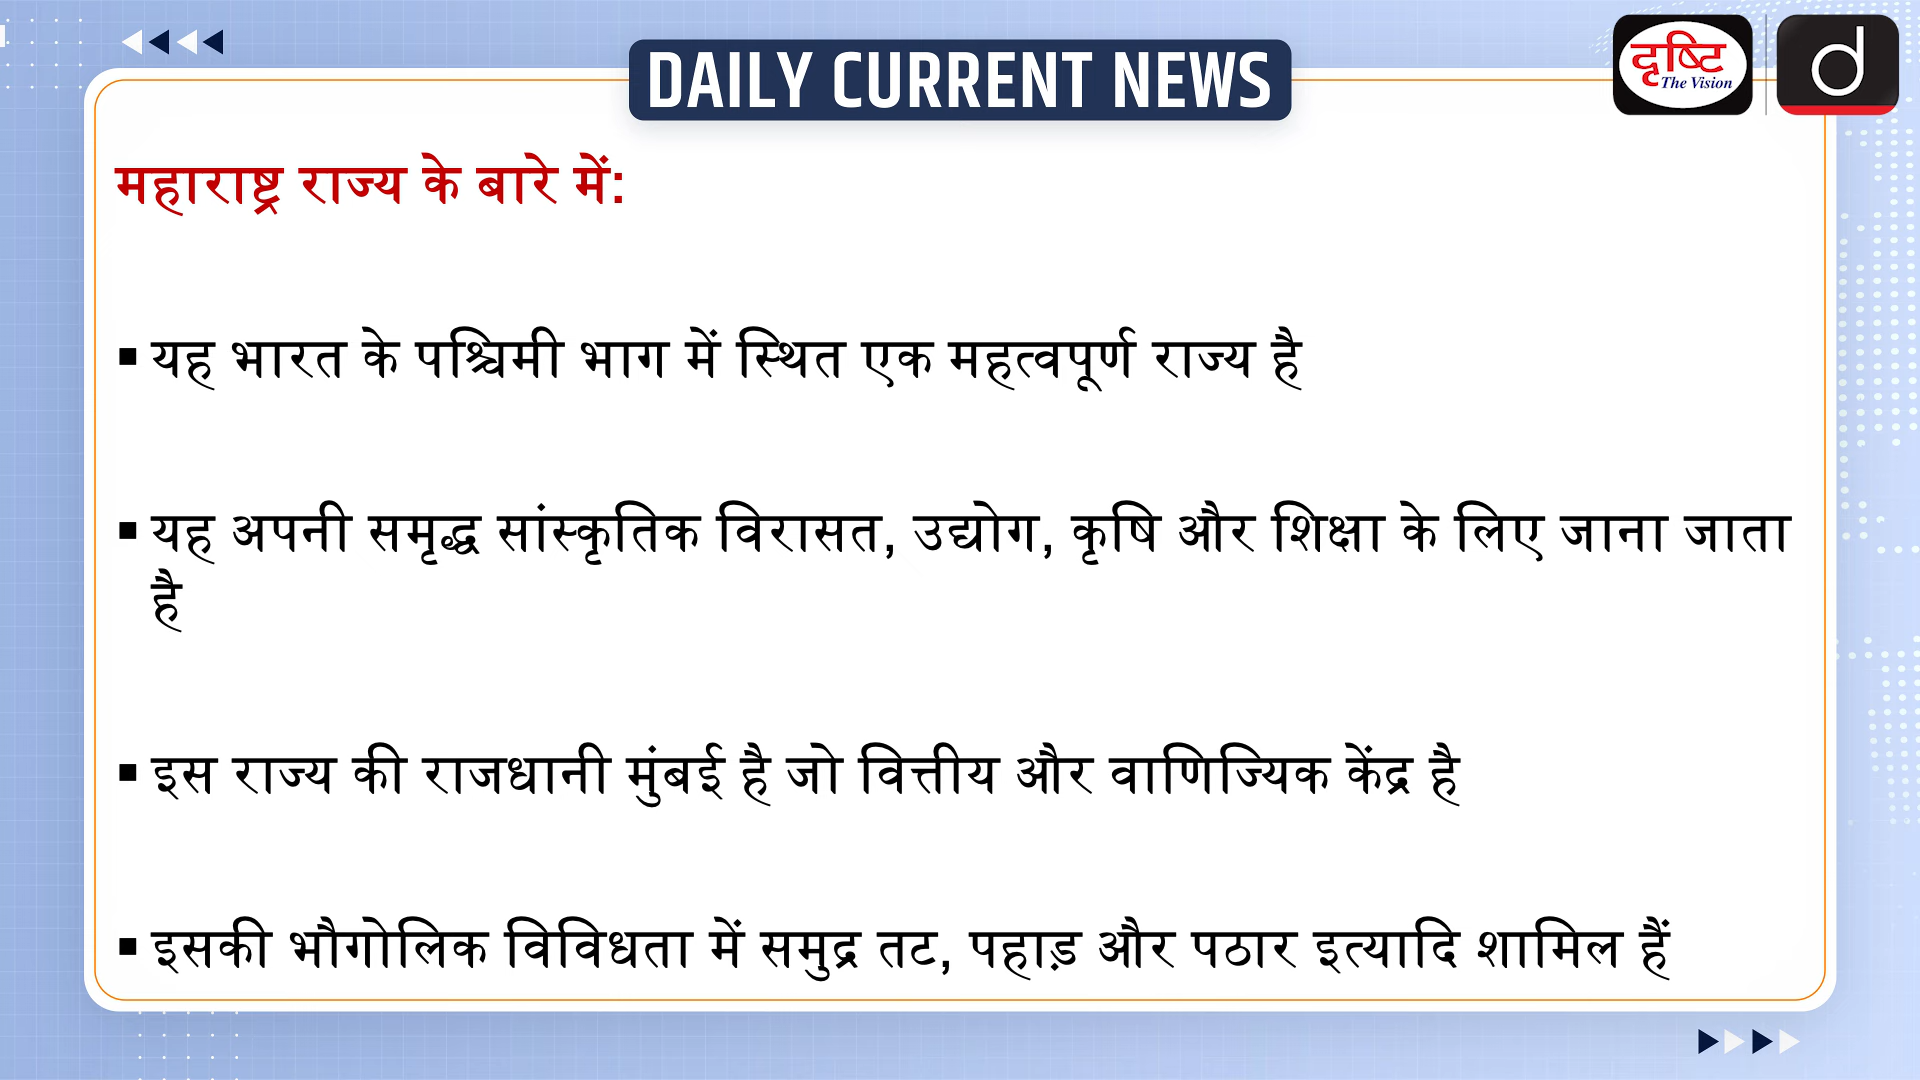 DAILY CURRENT NEWS
दृष्टि
The Vision
d
महाराष्ट्र राज्य के बारे में:
▪ यह भारत के पश्चिमी भाग में स्थित एक महत्वपूर्ण राज्य है
▪ यह अपनी समृद्ध सांस्कृतिक विरासत, उद्योग, कृषि और शिक्षा के लिए जाना जाता
है
▪ इस राज्य की राजधानी मुंबई है जो वित्तीय और वाणिज्यिक केंद्र है
▪ इसकी भौगोलिक विविधता में समुद्र तट, पहाड़ और पठार इत्यादि शामिल हैं